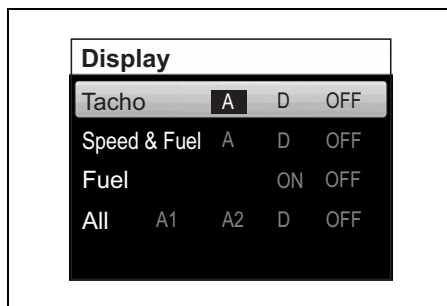 Display
Tacho A D OFF
Speed & Fuel A D OFF
Fuel ON OFF
All A1 A2 D OFF